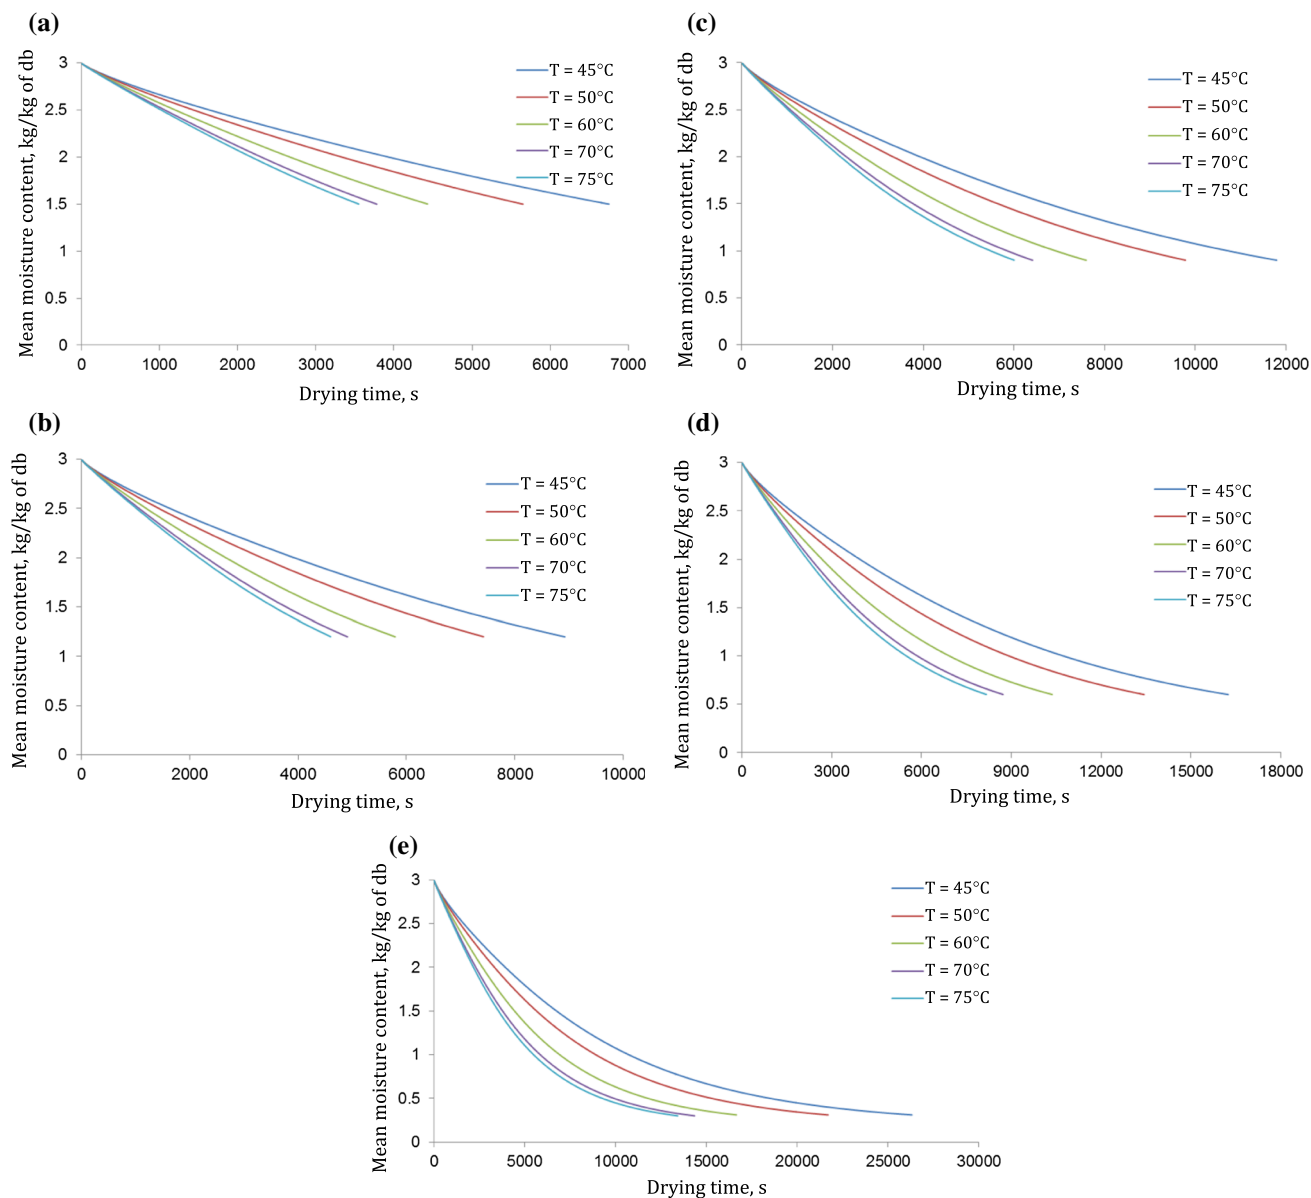 (a)
Mean moisture content, kg/kg of db
3
2.5
2
1.5
1
0.5
0
0 1000 2000 3000 4000 5000 6000 7000
Drying time, s
T = 45°C
T = 50°C
T = 60°C
T = 70°C
T = 75°C
(b)
Mean moisture content, kg/kg of db
3
2.5
2
1.5
1
0.5
0
0 2000 4000 6000 8000 10000
Drying time, s
T = 45°C
T = 50°C
T = 60°C
T = 70°C
T = 75°C
(c)
Mean moisture content, kg/kg of db
3
2.5
2
1.5
1
0.5
0
0 2000 4000 6000 8000 10000 12000
Drying time, s
T = 45°C
T = 50°C
T = 60°C
T = 70°C
T = 75°C
(d)
Mean moisture content, kg/kg of db
3
2.5
2
1.5
1
0.5
0
0 3000 6000 9000 12000 15000 18000
Drying time, s
T = 45°C
T = 50°C
T = 60°C
T = 70°C
T = 75°C
(e)
Mean moisture content, kg/kg of db
3
2.5
2
1.5
1
0.5
0
0 5000 10000 15000 20000 25000 30000
Drying time, s
T = 45°C
T = 50°C
T = 60°C
T = 70°C
T = 75°C